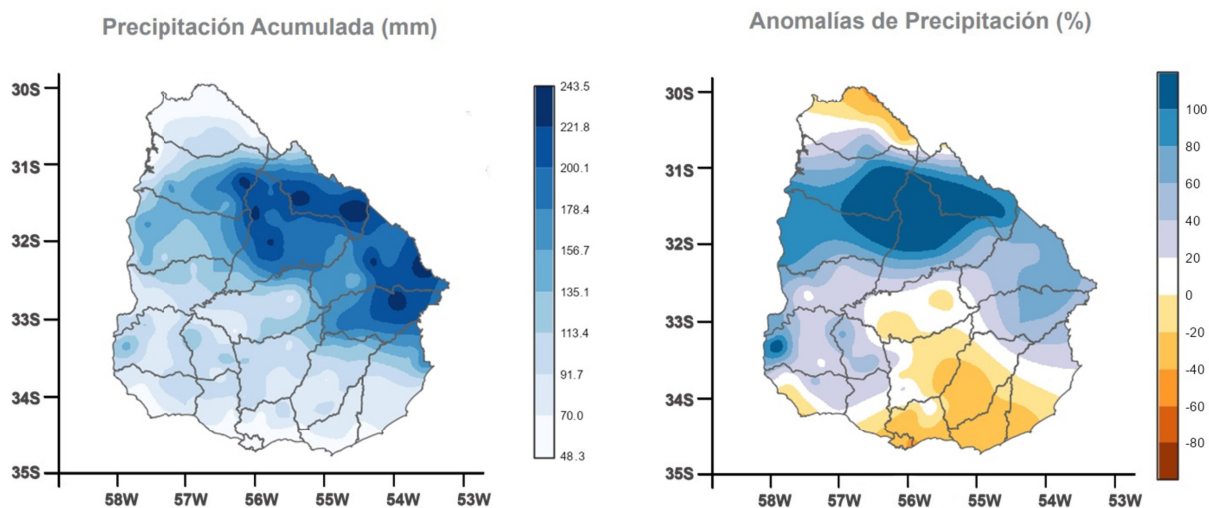 Precipitación Acumulada (mm)
30S
31S
32S
33S
34S
35S
58W 57W 56W 55W 54W 53W
243.5
221.8
200.1
178.4
156.7
135.1
113.4
91.7
70.0
48.3
Anomalías de Precipitación (%)
30S
31S
32S
33S
34S
35S
58W 57W 56W 55W 54W 53W
100
80
60
40
20
0
-20
-40
-60
-80